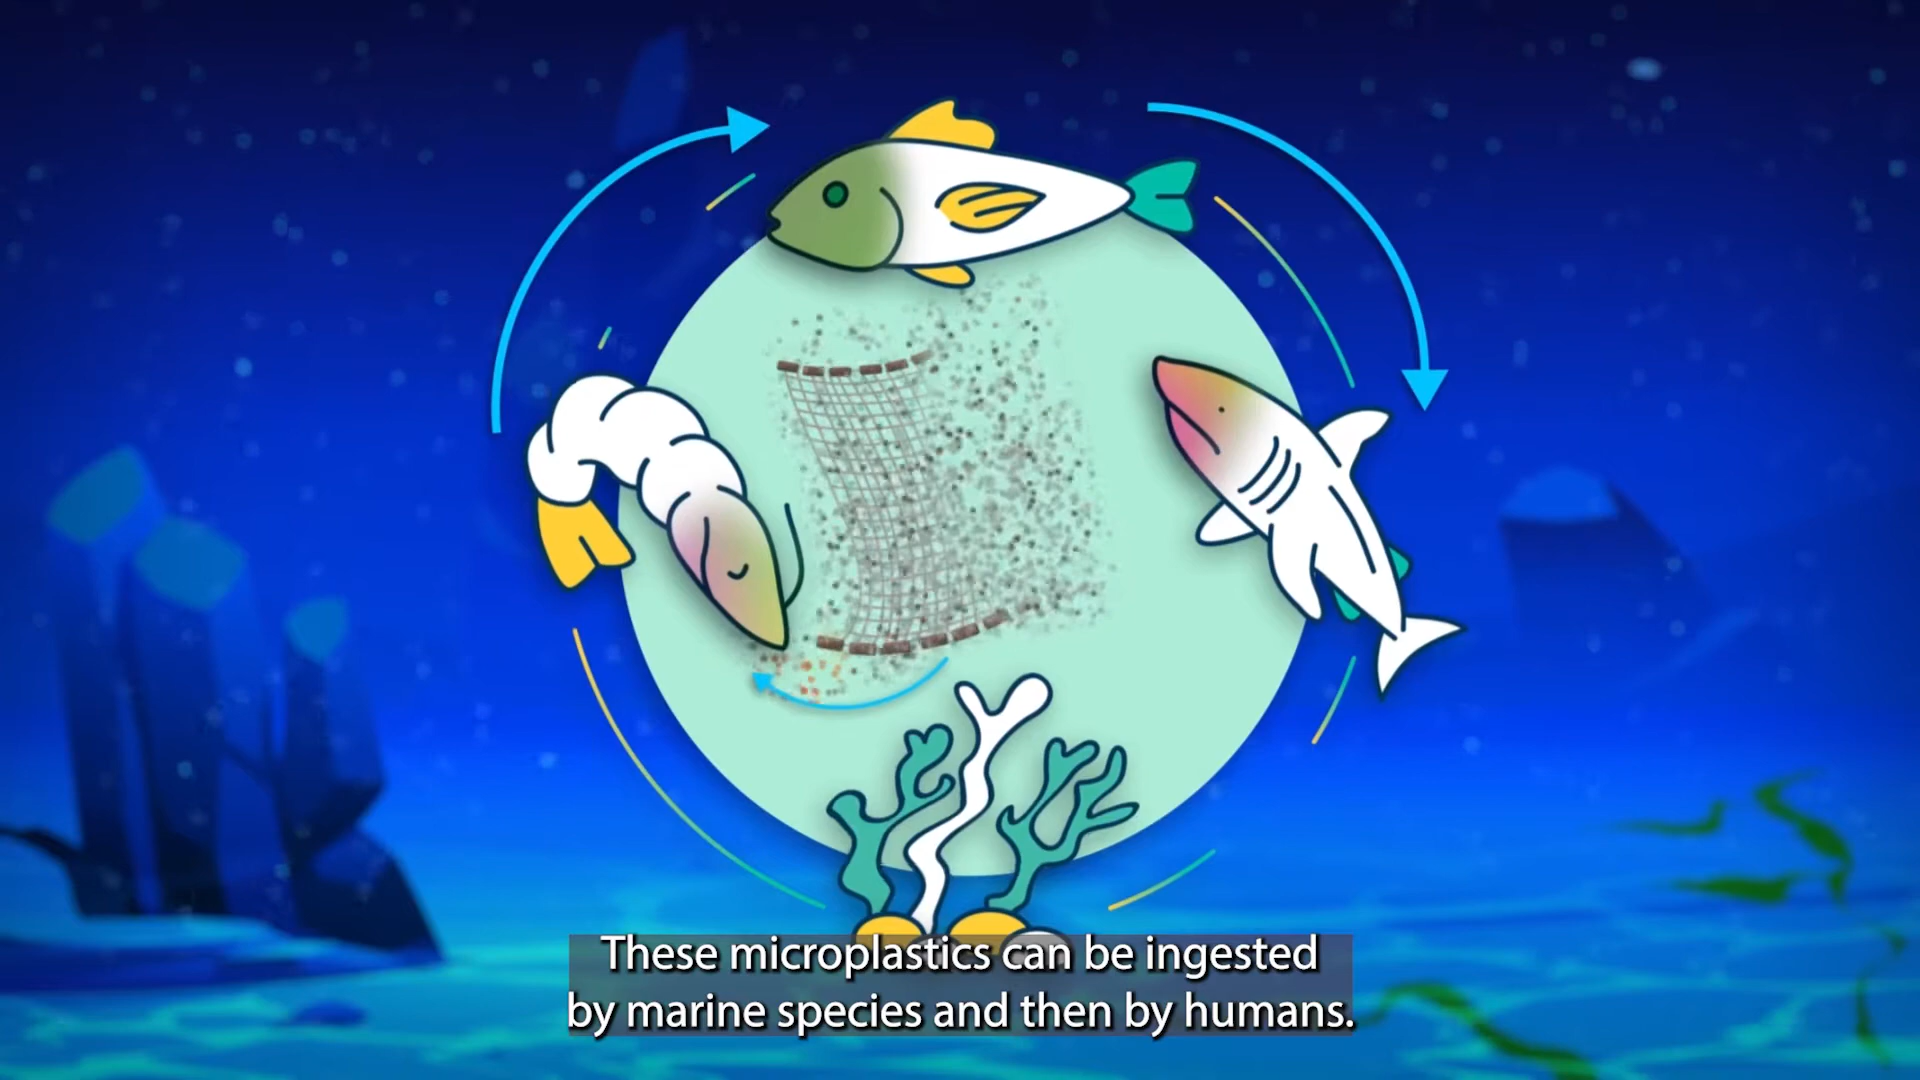 These microplastics can be ingested
by marine species and then by humans.